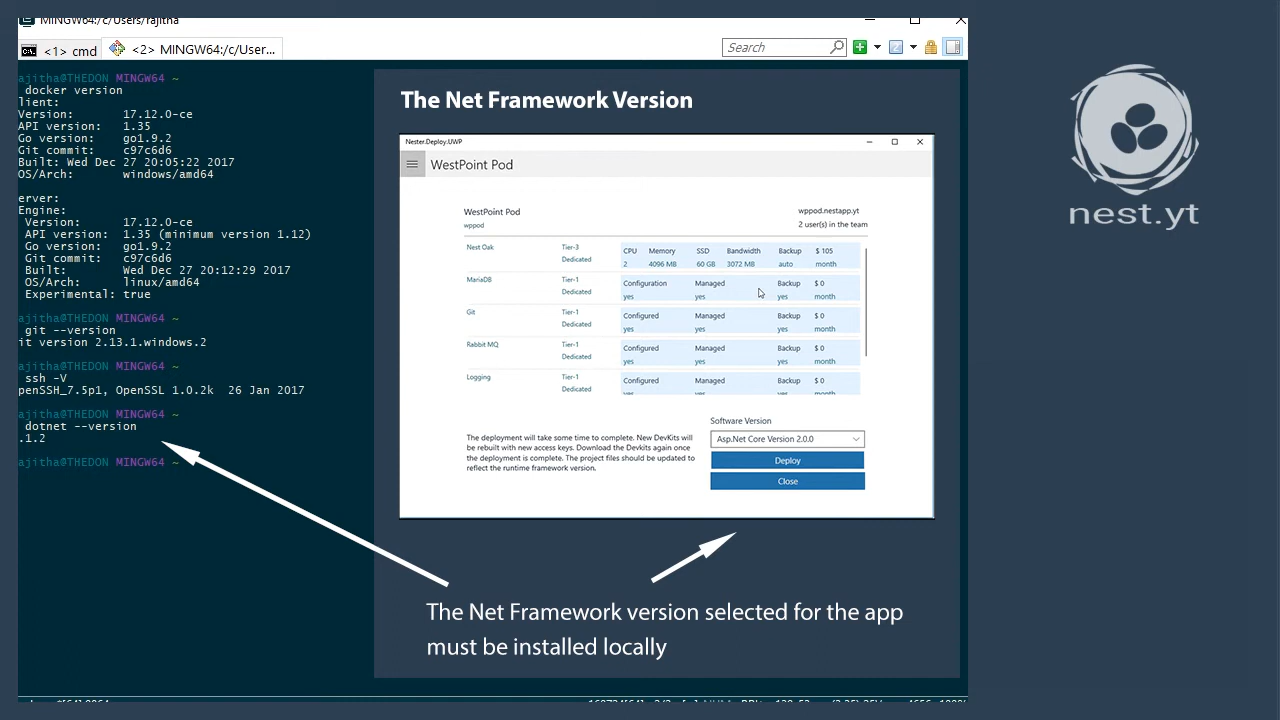 MINGW64:/c/Users/rajitha
<1> cmd
<2> MINGW64:/c/User...
Search
ajitha@THEDON MINGW64 ~
docker version
lient:
Version: 17.12.0-ce
API version: 1.35
Go version: go1.9.2
Git commit: c97c6d6
Built: Wed Dec 27 20:05:22 2017
OS/Arch: windows/amd64
erver:
Engine:
Version: 17.12.0-ce
API version: 1.35 (minimum version 1.12)
Go version: go1.9.2
Git commit: c97c6d6
Built: Wed Dec 27 20:12:29 2017
OS/Arch: linux/amd64
Experimental: true
ajitha@THEDON MINGW64 ~
git --version
it version 2.13.1.windows.2
ajitha@THEDON MINGW64 ~
ssh -V
penSSH_7.5p1, OpenSSL 1.0.2k 26 Jan 2017
ajitha@THEDON MINGW64 ~
dotnet --version
.1.2
ajitha@THEDON MINGW64 ~
The Net Framework Version
Nester.Deploy.UWP
WestPoint Pod
WestPoint Pod wppod.nestapp.yt
wppod 2 user(s) in the team
Nest Oak Tier-3 CPU Memory SSD Bandwidth Backup $ 105
Dedicated 2 4096 MB 60 GB 3072 MB auto month
MariaDB Tier-1 Configuration Managed Backup $ 0
Dedicated yes yes yes month
Git Tier-1 Configured Managed Backup $ 0
Dedicated yes yes yes month
Rabbit MQ Tier-1 Configured Managed Backup $ 0
Dedicated yes yes yes month
Logging Tier-1 Configured Managed Backup $ 0
Dedicated yes yes yes month
Software Version
Asp.Net Core Version 2.0.0
Deploy
Close
The deployment will take some time to complete. New DevKits will
be rebuilt with new access keys. Download the Devkits again once
the deployment is complete. The project files should be updated to
reflect the runtime framework version.
The Net Framework version selected for the app
must be installed locally
nest.yt